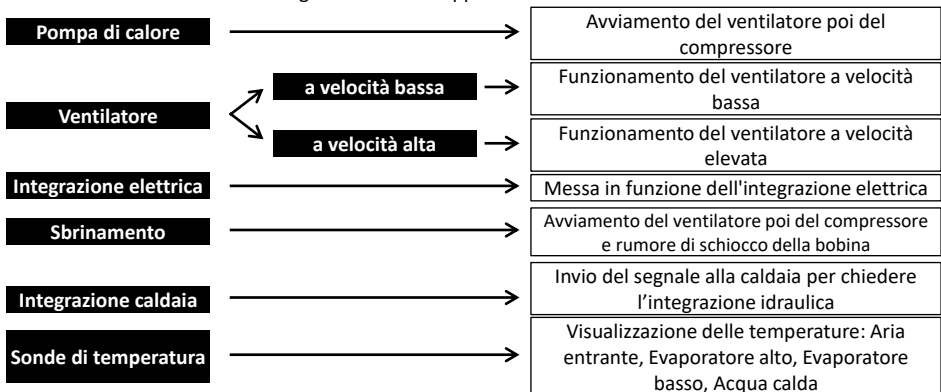 Pompa di calore
Avviamento del ventilatore poi del
compressore
Ventilatore
a velocità bassa
Funzionamento del ventilatore a velocità
bassa
a velocità alta
Funzionamento del ventilatore a velocità
elevata
Integrazione elettrica
Messa in funzione dell'integrazione elettrica
Sbrinamento
Avviamento del ventilatore poi del compressore
e rumore di schiocco della bobina
Integrazione caldaia
Invio del segnale alla caldaia per chiedere
l’integrazione idraulica
Sonde di temperatura
Visualizzazione delle temperature: Aria
entrante, Evaporatore alto, Evaporatore
basso, Acqua calda